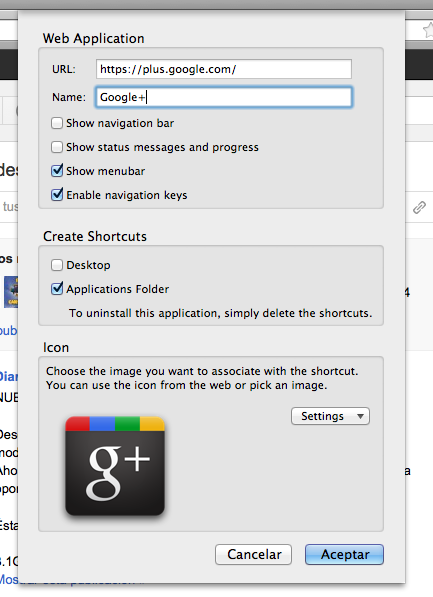 Web Application
URL: https://plus.google.com/
Name: Google+
Show navigation bar
Show status messages and progress
Show menubar
Enable navigation keys
Create Shortcuts
Desktop
Applications Folder
To uninstall this application, simply delete the shortcuts.
Icon
Choose the image you want to associate with the shortcut.
You can use the icon from the web or pick an image.
Settings
g+
Cancelar
Aceptar